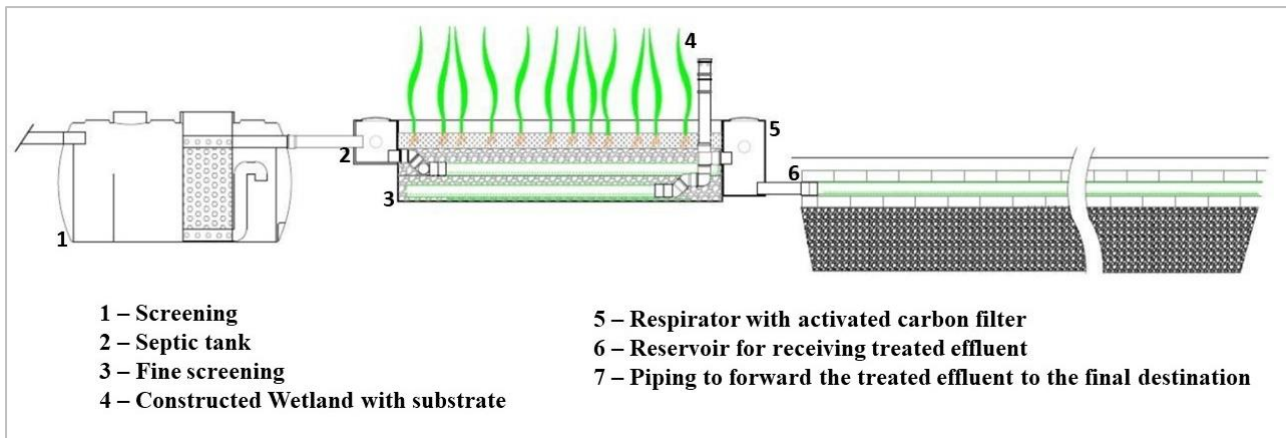 4
5
2
6
3
1
1 – Screening
2 – Septic tank
3 – Fine screening
4 – Constructed Wetland with substrate
5 – Respirator with activated carbon filter
6 – Reservoir for receiving treated effluent
7 – Piping to forward the treated effluent to the final destination